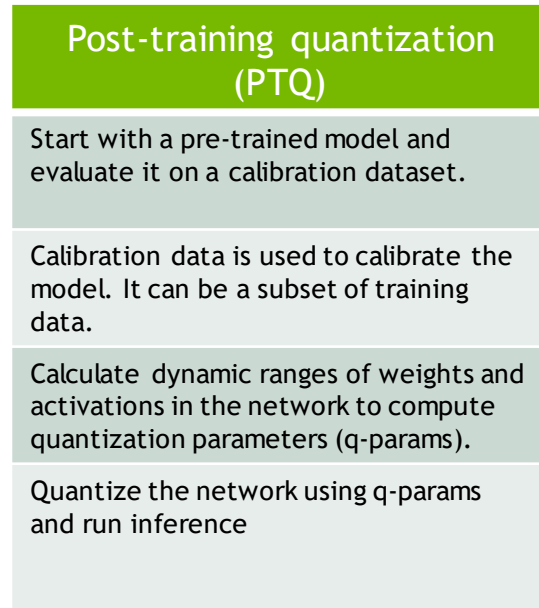 Post-training quantization
(PTQ)
Start with a pre-trained model and
evaluate it on a calibration dataset.
Calibration data is used to calibrate the
model. It can be a subset of training
data.
Calculate dynamic ranges of weights and
activations in the network to compute
quantization parameters (q-params).
Quantize the network using q-params
and run inference